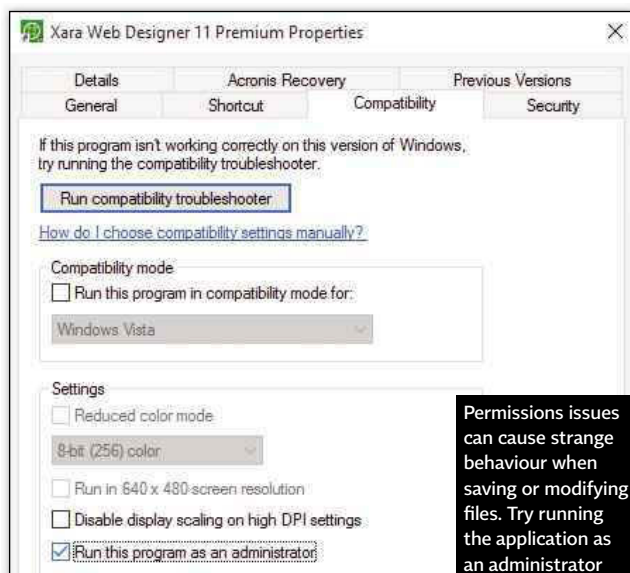 Xara Web Designer 11 Premium Properties
Details
Acronis Recovery
Previous Versions
General
Shortcut
Compatibility
Security
If this program isn't working correctly on this version of Windows,
try running the compatibility troubleshooter.
Run compatibility troubleshooter
How do I choose compatibility settings manually?
Compatibility mode
Run this program in compatibility mode for:
Windows Vista
Settings
Reduced color mode
8-bit (256) color
Run in 640 x 480 screen resolution
Disable display scaling on high DPI settings
Run this program as an administrator
Permissions issues
can cause strange
behaviour when
saving or modifying
files. Try running
the application as
an administrator